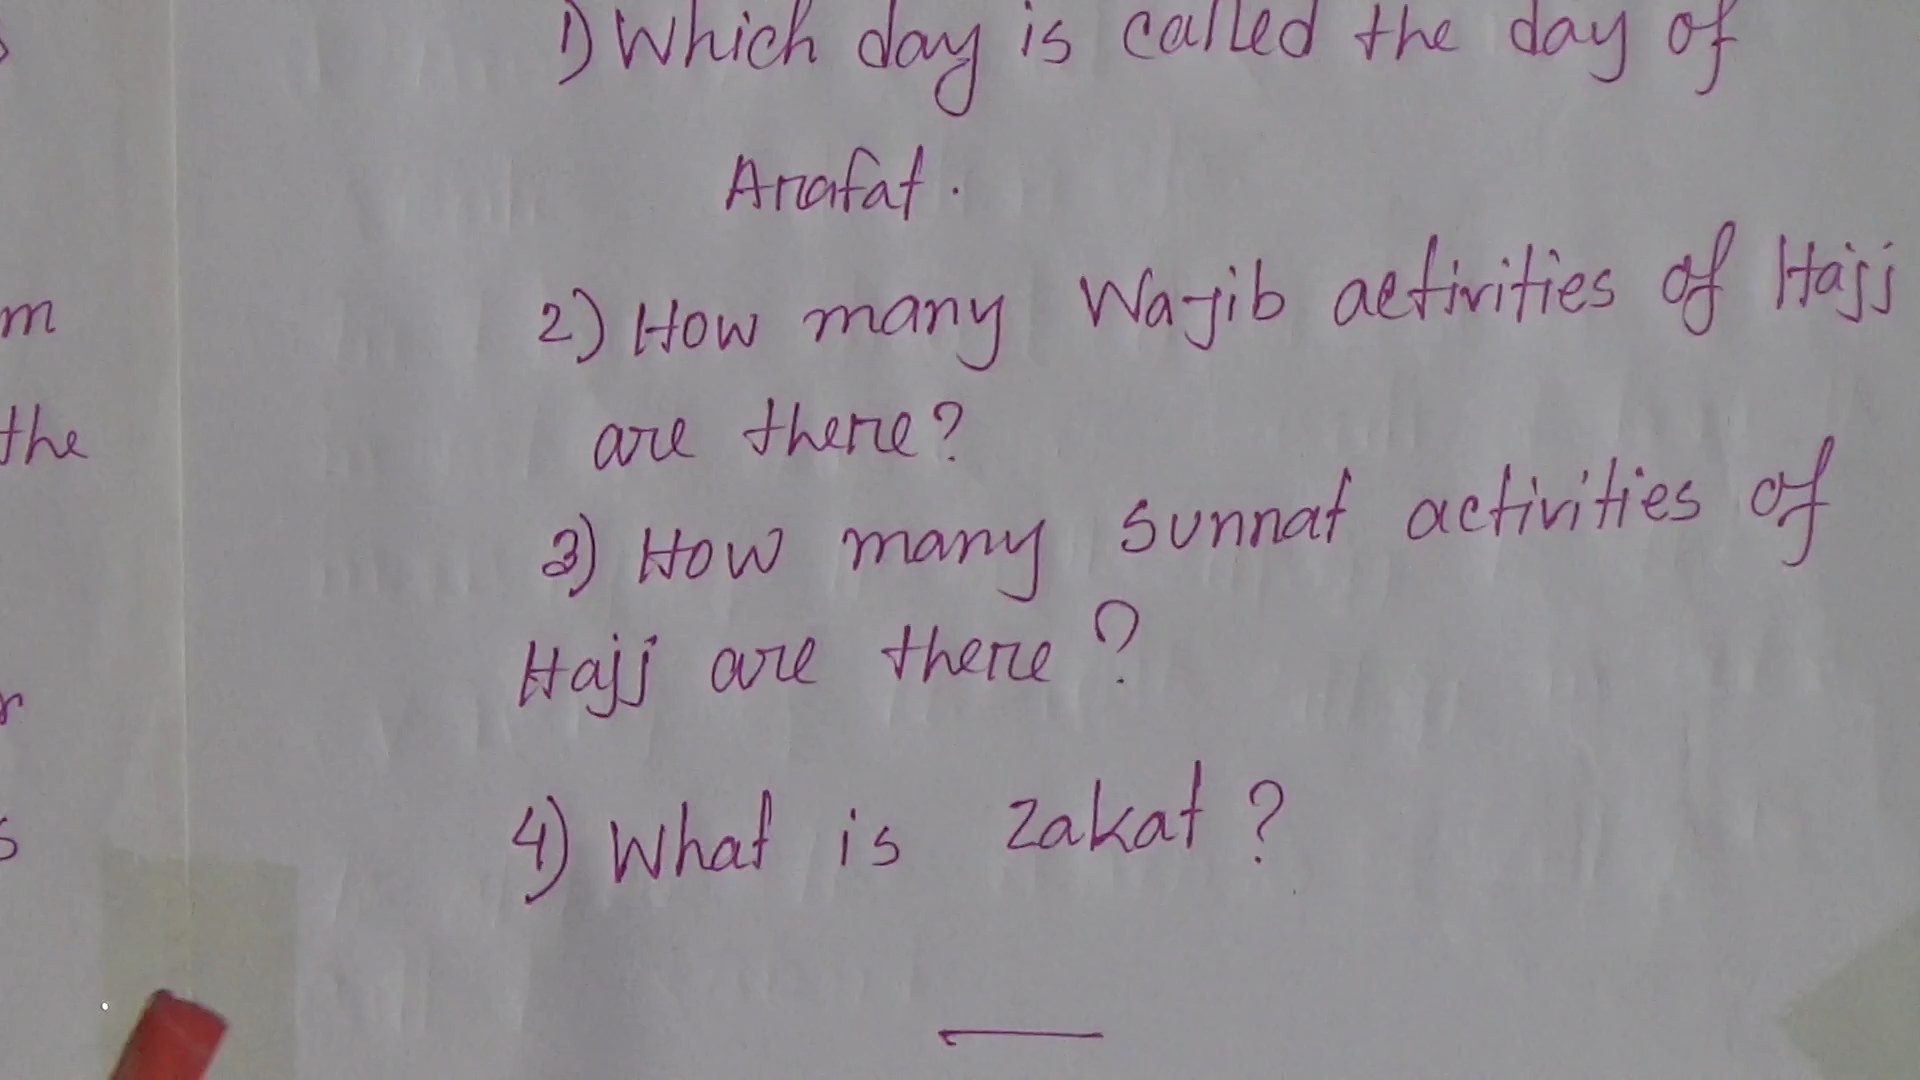 1) Which day is called the day of
Arafat.
2) How many Wajib activities of Hajj
are there?
3) How many sunnat activities of
Hajj are there?
4) What is Zakat?
m
the